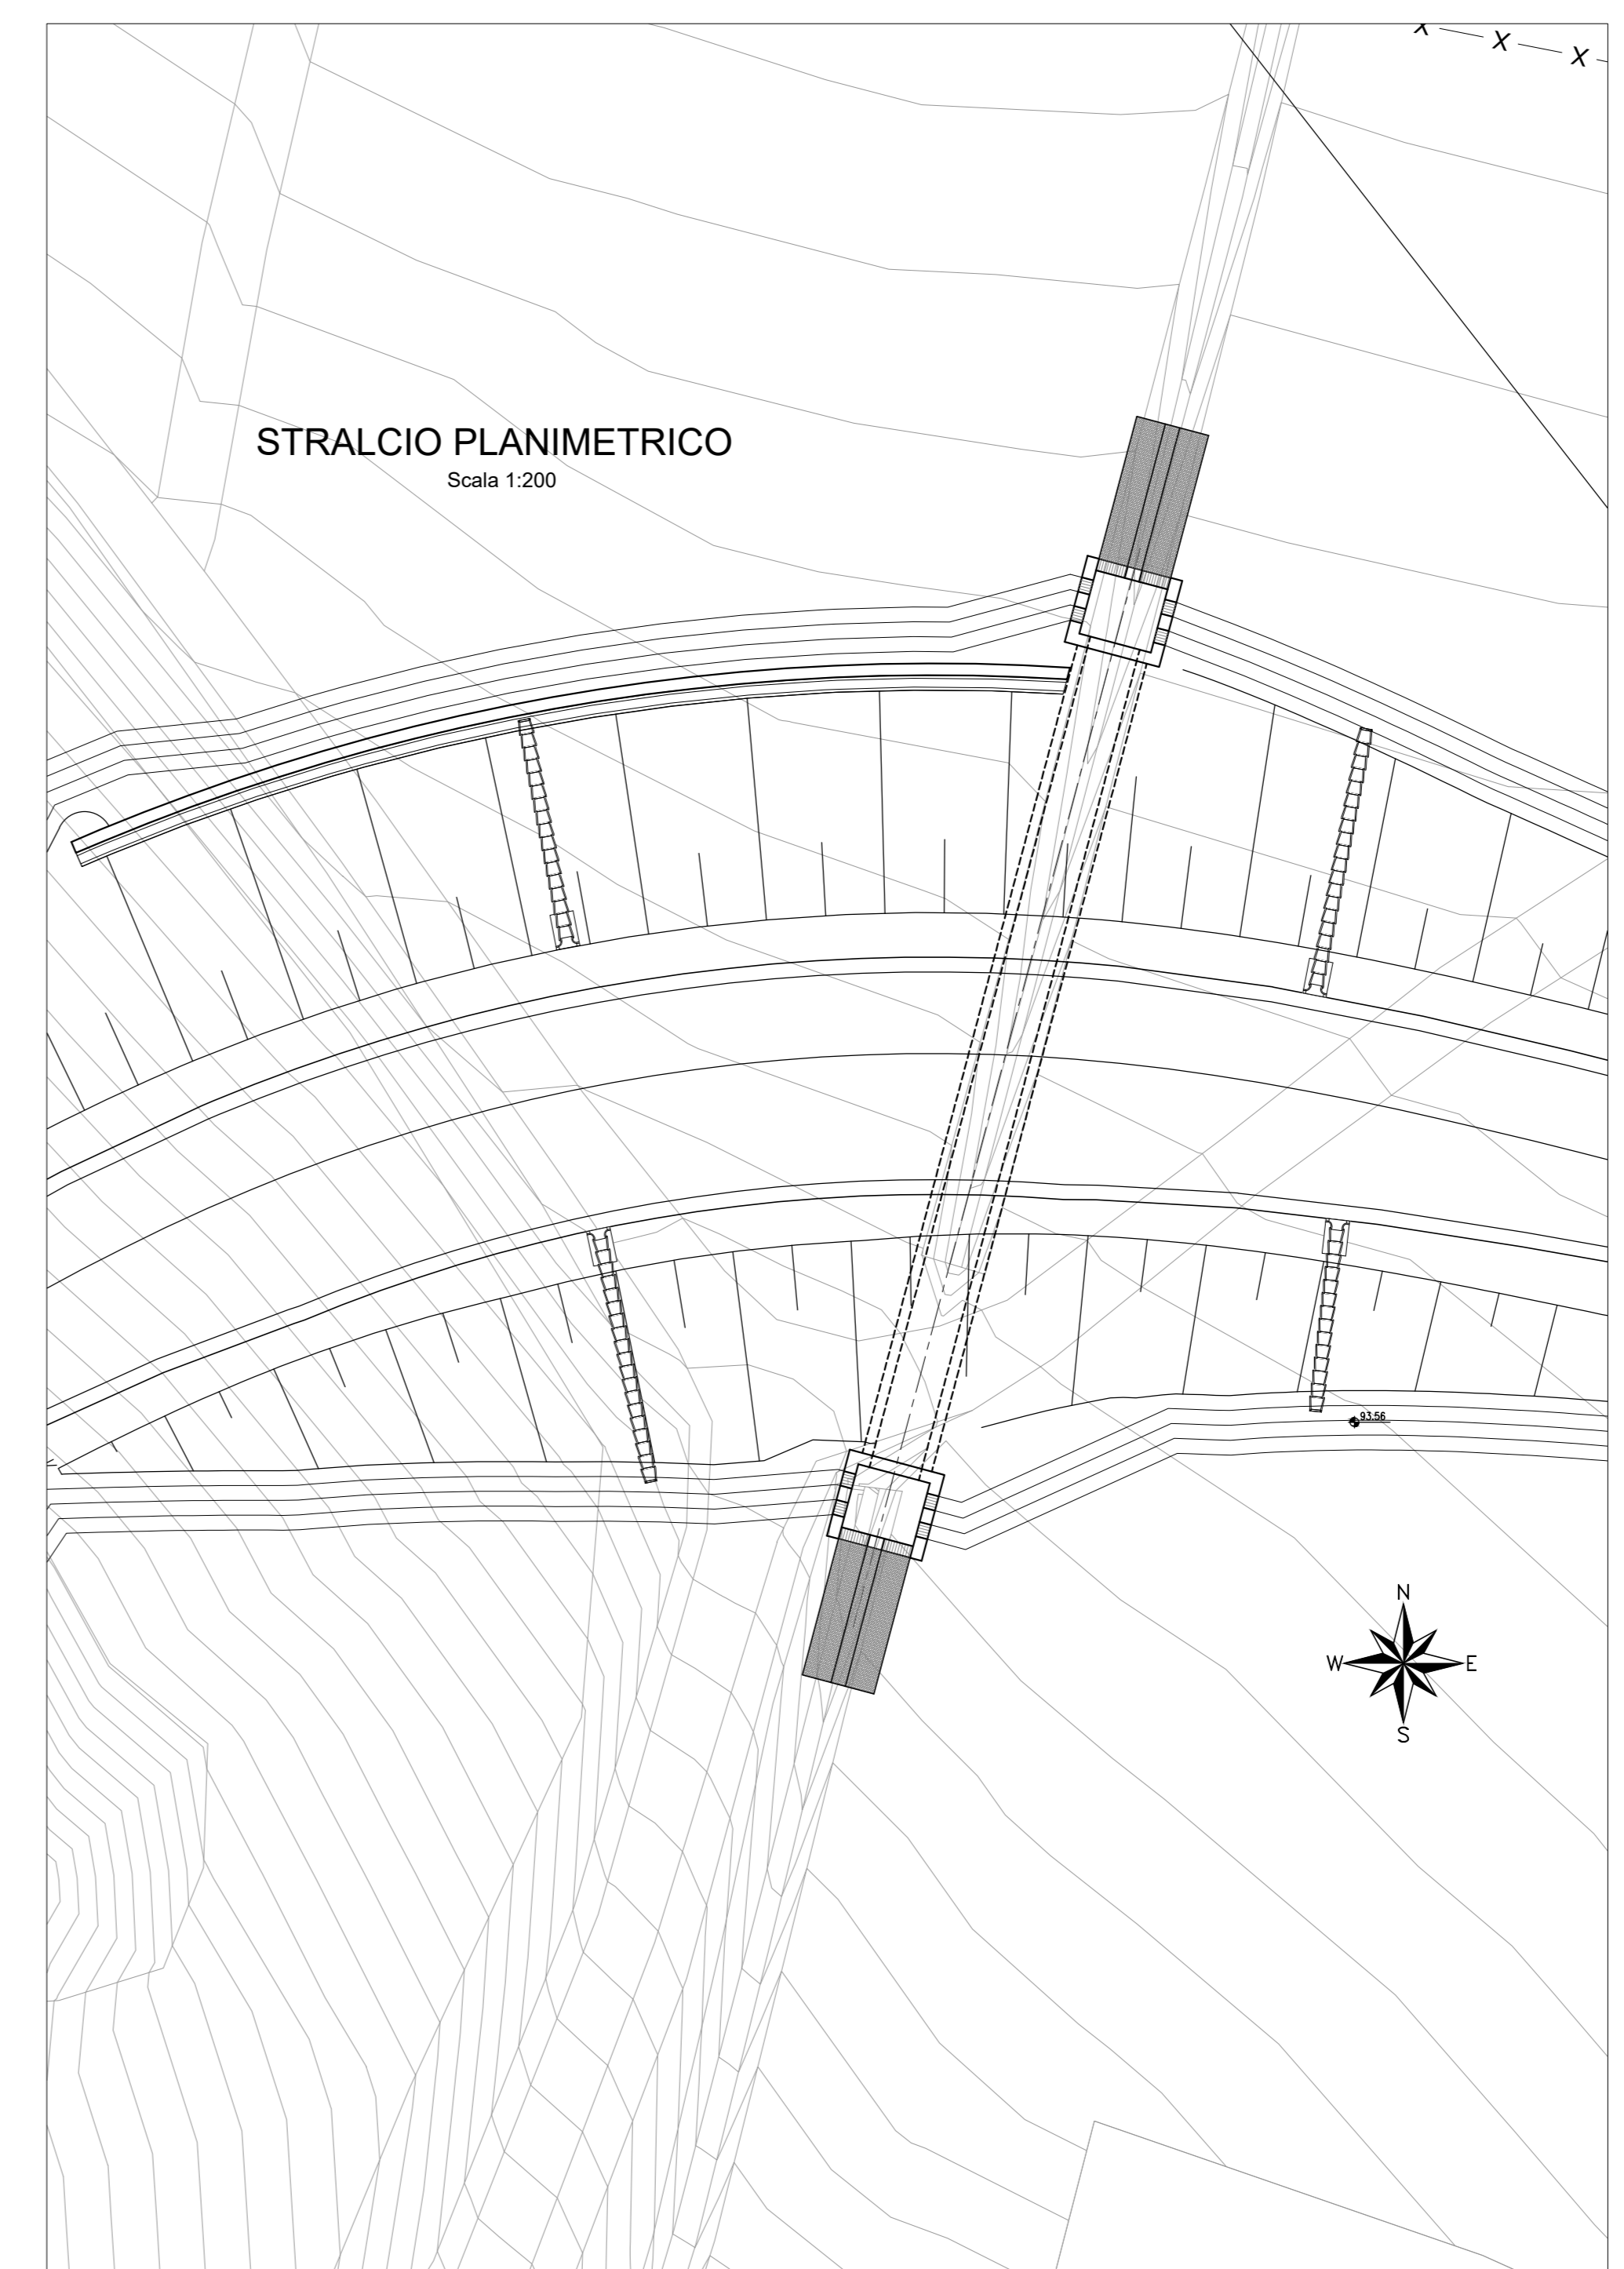 X X X
STRALCIO PLANIMETRICO
Scala 1:200
93.56
N
W E
S